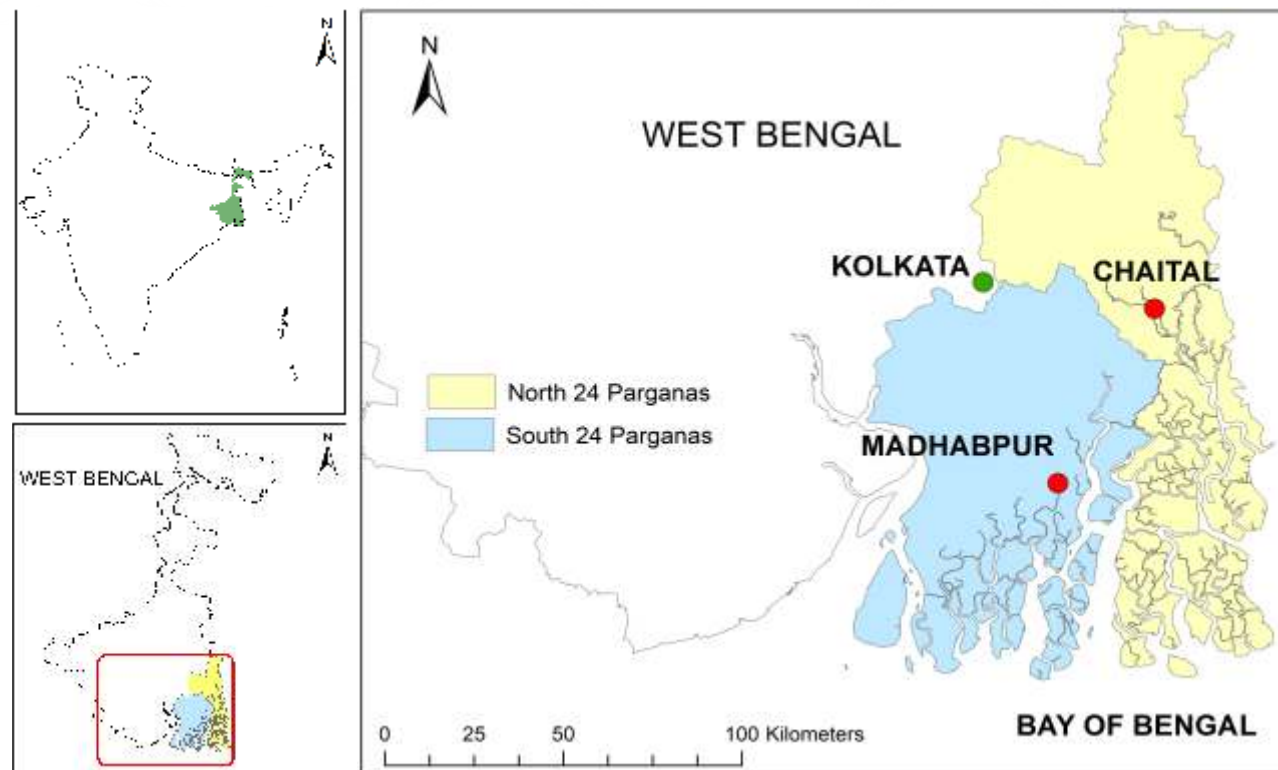 N
N
WEST BENGAL
KOLKATA
CHAITAL
North 24 Parganas
South 24 Parganas
MADHABPUR
N
WEST BENGAL
0 25 50 100 Kilometers
BAY OF BENGAL